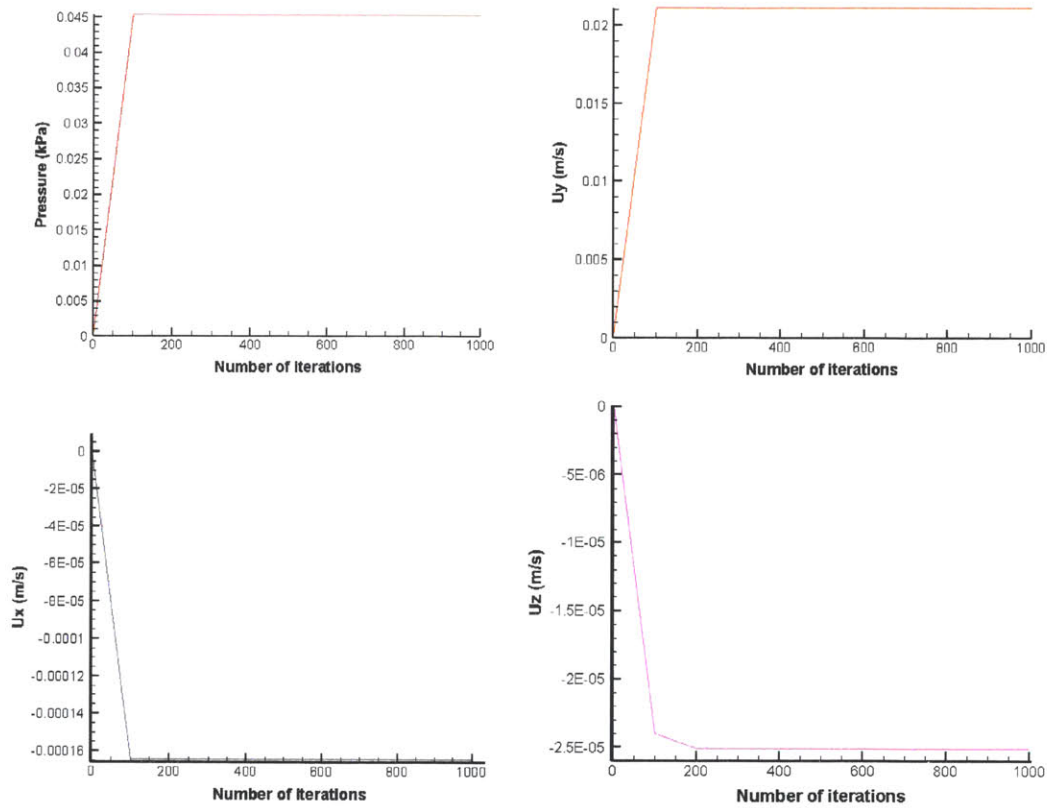 0.045
0.04
0.035
0.03
0.025
0.02
0.015
0.01
0.005
0
Pressure (kPa)
0 200 400 600 800 1000
Number of iterations
0.02
0.015
0.01
0.005
0
Uy (m/s)
0 200 400 600 800 1000
Number of iterations
0
-2E-05
-4E-05
-6E-05
-8E-05
-0.0001
-0.00012
-0.00014
-0.00016
Ux (m/s)
0 200 400 600 800 1000
Number of iterations
0
-5E-06
-1E-05
-1.5E-05
-2E-05
-2.5E-05
Uz (m/s)
0 200 400 600 800 1000
Number of iterations